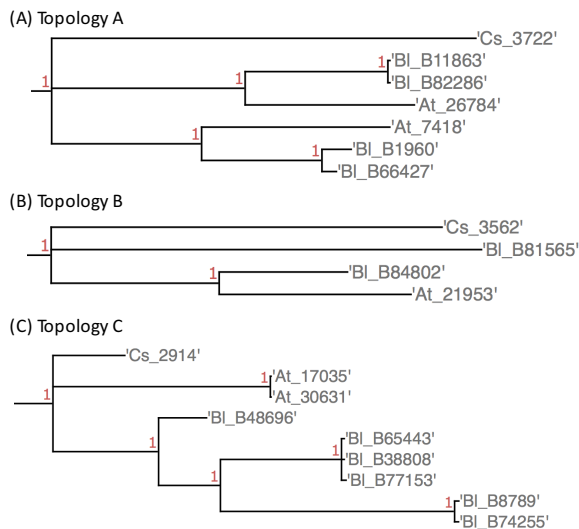 (A) Topology A
'Cs_3722'
1
'Bl_B11863'
1
'Bl_B82286'
1
'At_26784'
'At_7418'
1
'Bl_B1960'
1
'Bl_B66427'
(B) Topology B
'Cs_3562'
1
'Bl_B81565'
1
'Bl_B84802'
'At_21953'
(C) Topology C
'Cs_2914'
1
'At_17035'
1
'At_30631'
'Bl_B48696'
1
'Bl_B65443'
1
'Bl_B38808'
'Bl_B77153'
1
'Bl_B8789'
1
'Bl_B74255'